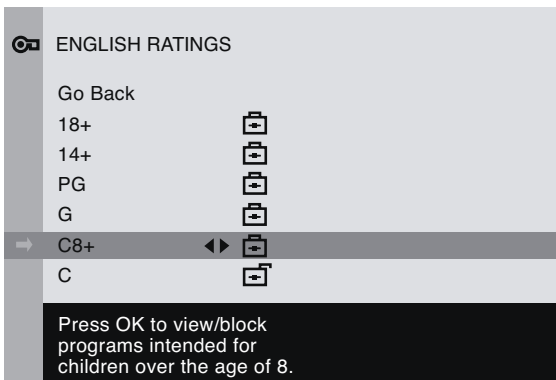 ENGLISH RATINGS
Go Back
18+
14+
PG
G
C8+
C
Press OK to view/block
programs intended for
children over the age of 8.